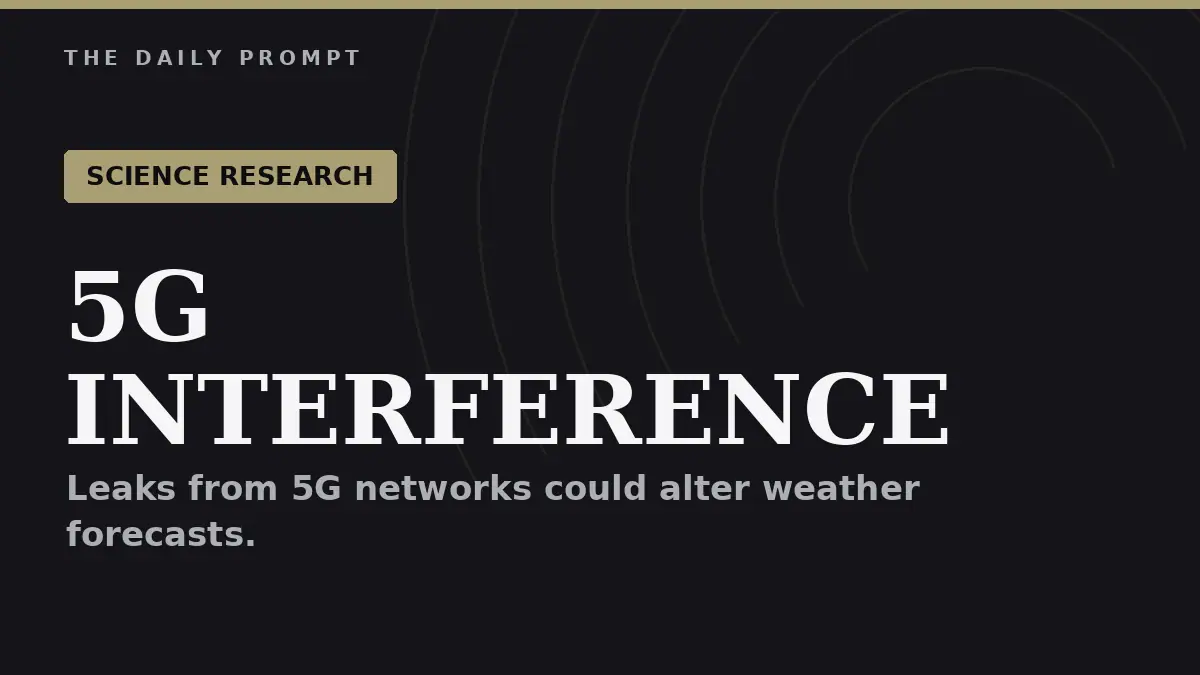 THE DAILY PROMPT
SCIENCE RESEARCH
5G
INTERFERENCE
Leaks from 5G networks could alter weather
forecasts.